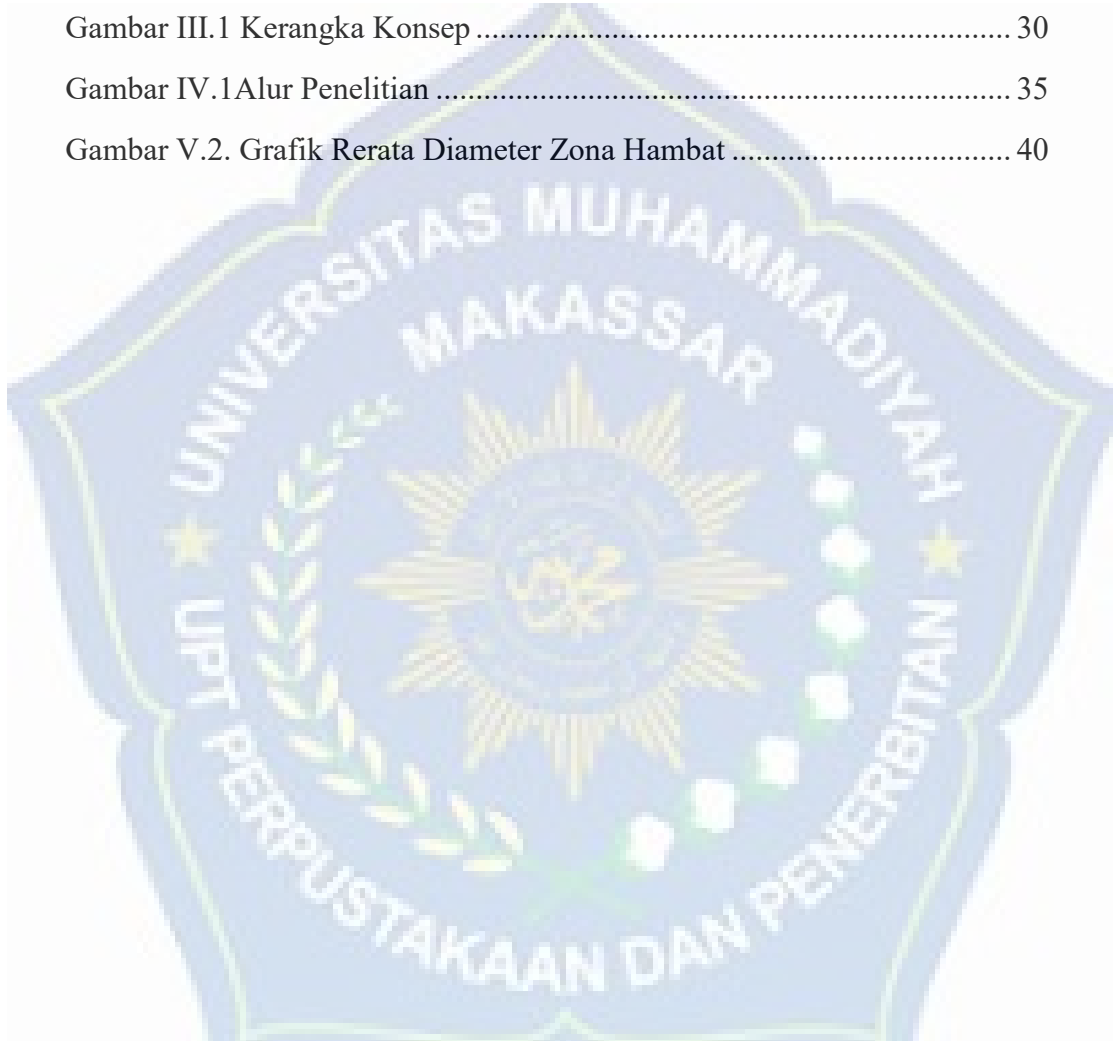 Gambar III.1 Kerangka Konsep ................................................................... 30
Gambar IV.1Alur Penelitian ........................................................................ 35
Gambar V.2. Grafik Rerata Diameter Zona Hambat ................................... 40
UNIVERSITAS MUHAMMADIYAH
MAKASSAR
UPT PERPUSTAKAAN DAN PENERBITAN